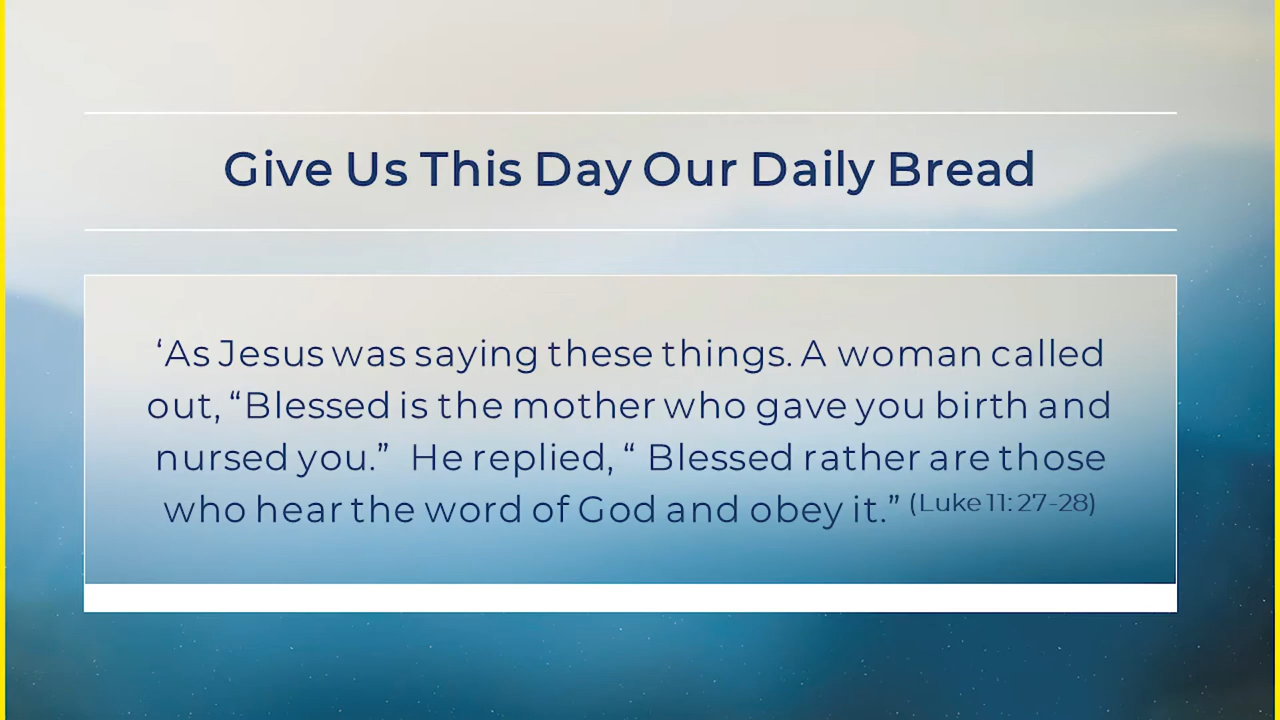 Give Us This Day Our Daily Bread
‘As Jesus was saying these things. A woman called
out, “Blessed is the mother who gave you birth and
nursed you.” He replied, “ Blessed rather are those
who hear the word of God and obey it.” (Luke 11: 27-28)